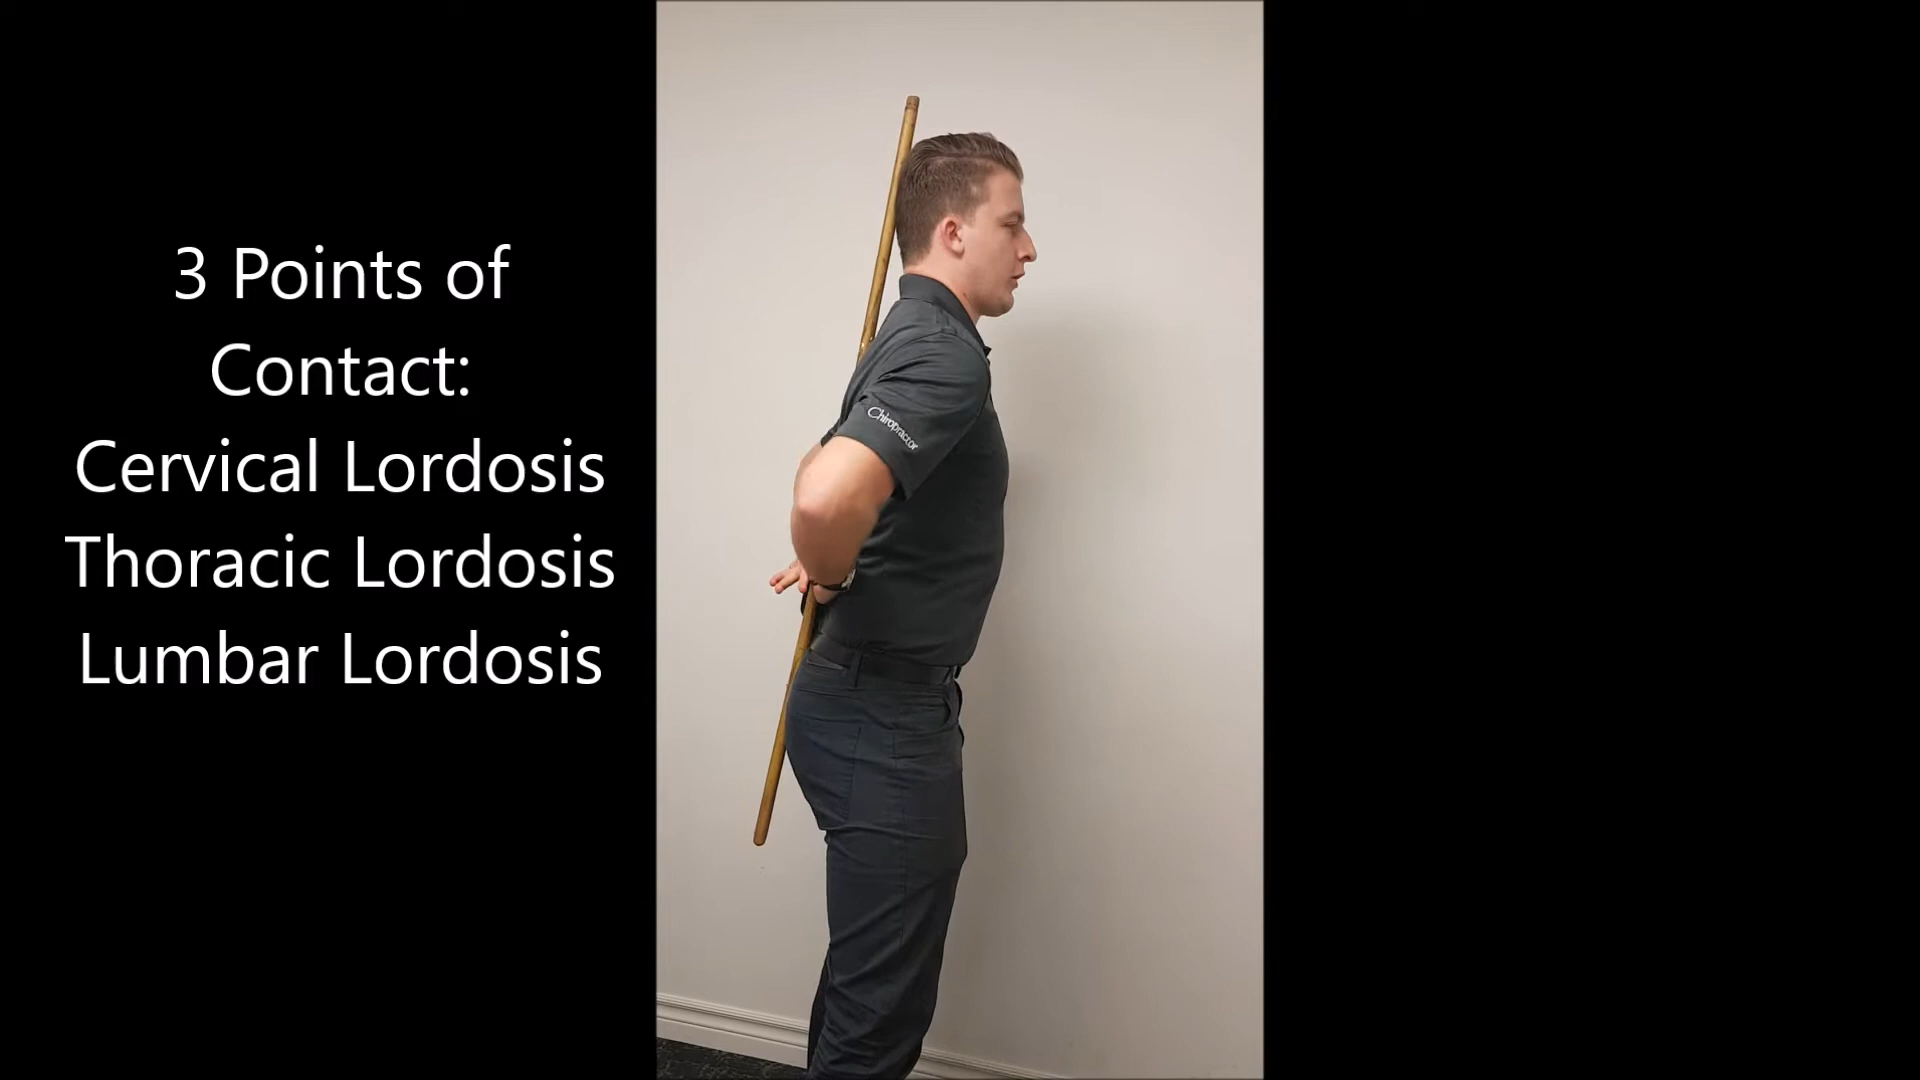 3 Points of
Contact:
Cervical Lordosis
Thoracic Lordosis
Lumbar Lordosis
Chiropractor